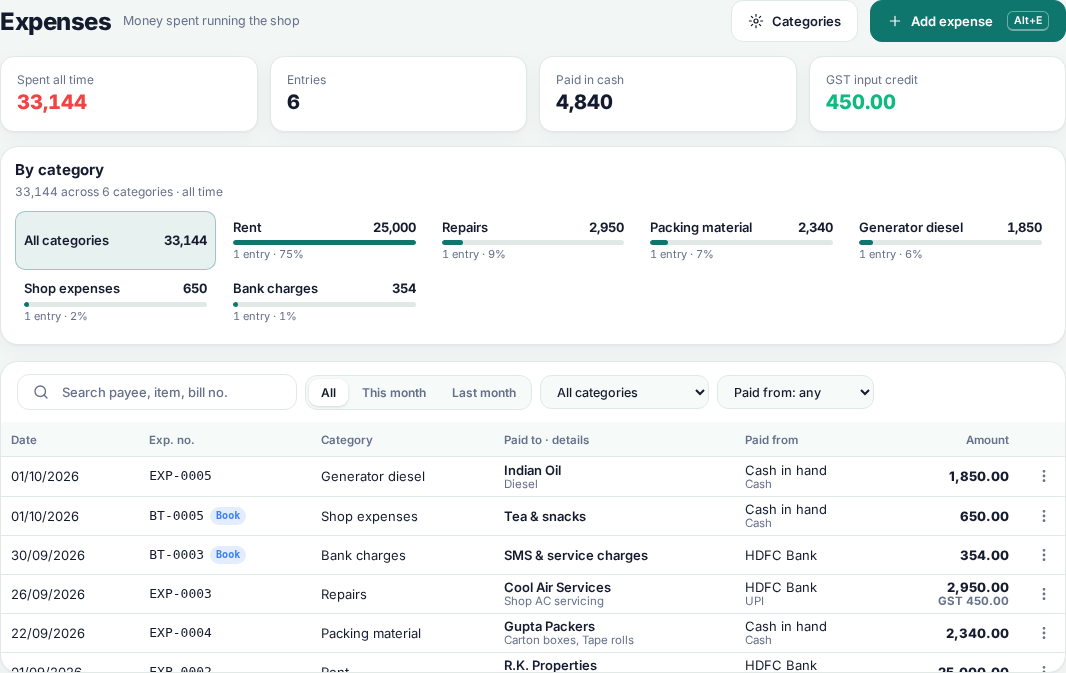 Expenses Money spent running the shop Categories + Add expense Alt+E
Spent all time Entries Paid in cash GST input credit
33,144 6 4,840 450.00
By category
33,144 across 6 categories · all time
All categories 33,144 Rent 25,000 Repairs 2,950 Packing material 2,340 Generator diesel 1,850
1 entry · 75% 1 entry · 9% 1 entry · 7% 1 entry · 6%
Shop expenses 650 Bank charges 354
1 entry · 2% 1 entry · 1%
Search payee, item, bill no. All This month Last month All categories Paid from: any
Date Exp. no. Category Paid to · details Paid from Amount
01/10/2026 EXP-0005 Generator diesel Indian Oil Cash in hand 1,850.00
Diesel Cash
01/10/2026 BT-0005 Book Shop expenses Tea & snacks Cash in hand 650.00
Cash
30/09/2026 BT-0003 Book Bank charges SMS & service charges HDFC Bank 354.00
26/09/2026 EXP-0003 Repairs Cool Air Services HDFC Bank 2,950.00
Shop AC servicing UPI GST 450.00
22/09/2026 EXP-0004 Packing material Gupta Packers Cash in hand 2,340.00
Carton boxes, Tape rolls Cash
01/09/2026 EXP-0002 Rent R.K. Properties HDFC Bank 25,000.00